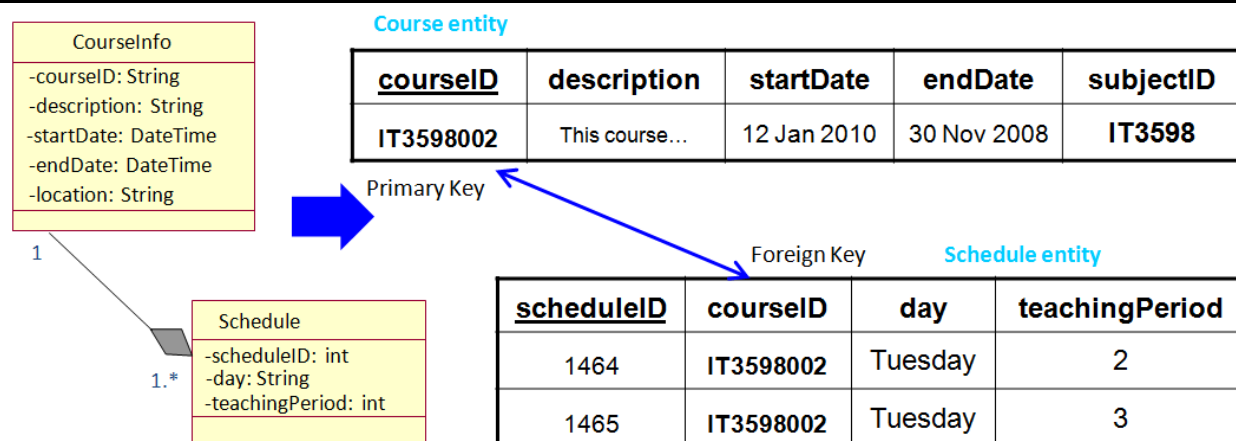 CourseInfo
-courseID: String
-description: String
-startDate: DateTime
-endDate: DateTime
-location: String
1
1.*
Schedule
-scheduleID: int
-day: String
-teachingPeriod: int
Course entity
courseID description startDate endDate subjectID
IT3598002 This course... 12 Jan 2010 30 Nov 2008 IT3598
Primary Key
Foreign Key Schedule entity
scheduleID courseID day teachingPeriod
1464 IT3598002 Tuesday 2
1465 IT3598002 Tuesday 3